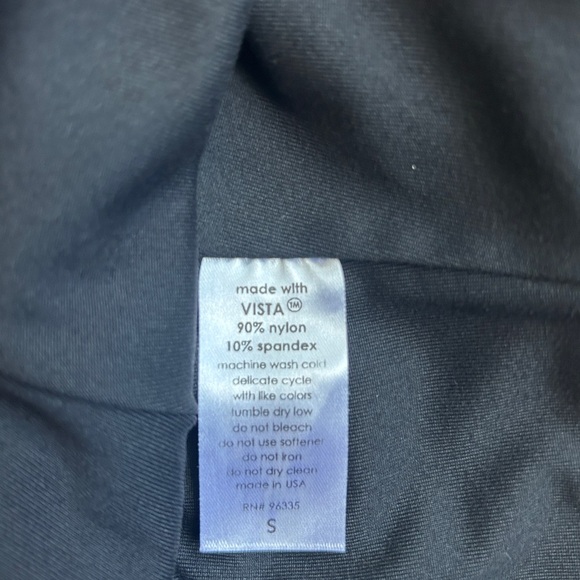 made with
VISTA™
90% nylon
10% spandex
machine wash cold
delicate cycle
with like colors
tumble dry low
do not bleach
do not use softener
do not iron
do not dry clean
made in USA
RN# 96335
S